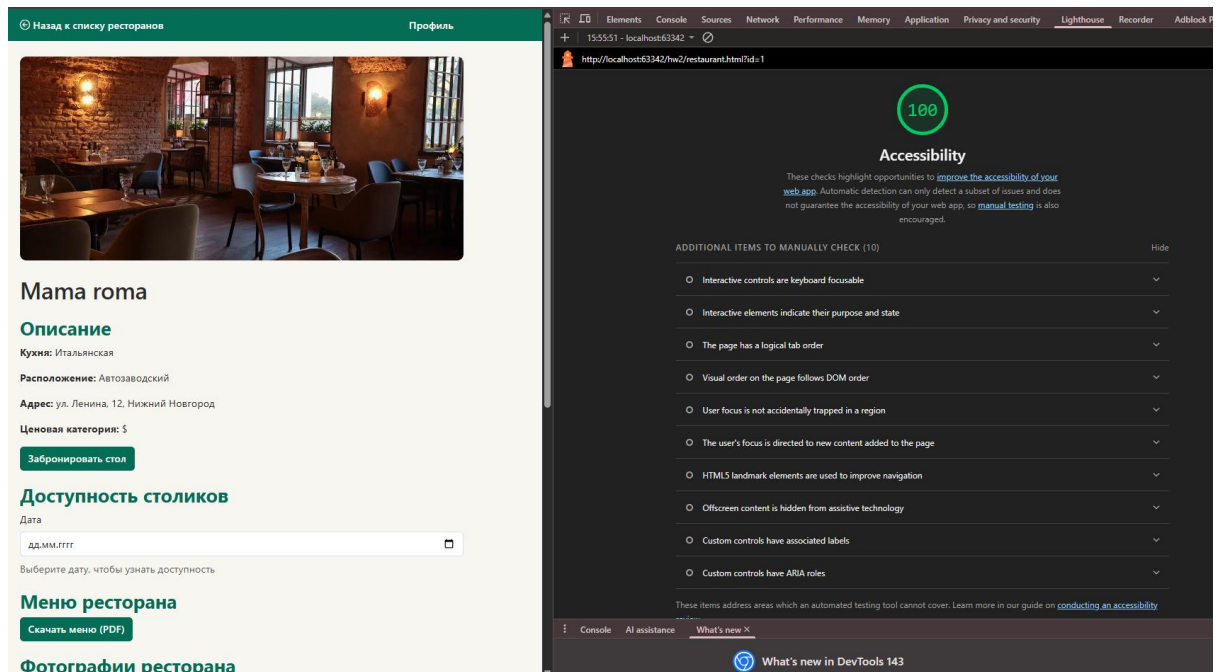 Назад к списку ресторанов
Профиль
Mama roma
Описание
Кухня: Итальянская
Расположение: Автозаводский
Адрес: ул. Ленина, 12, Нижний Новгород
Ценовая категория: $
Забронировать стол
Доступность столиков
Дата
дд.мм.гггг
Выберите дату, чтобы узнать доступность
Меню ресторана
Скачать меню (PDF)
Фотографии ресторана
Elements Console Sources Network Performance Memory Application Privacy and security Lighthouse Recorder Adblock P
15:55:51 - localhost:63342
http://localhost:63342/hw2/restaurant.html?id=1
100
Accessibility
These checks highlight opportunities to improve the accessibility of your
web app. Automatic detection can only detect a subset of issues and does
not guarantee the accessibility of your web app, so manual testing is also
encouraged.
ADDITIONAL ITEMS TO MANUALLY CHECK (10) Hide
Interactive controls are keyboard focusable
Interactive elements indicate their purpose and state
The page has a logical tab order
Visual order on the page follows DOM order
User focus is not accidentally trapped in a region
The user's focus is directed to new content added to the page
HTML5 landmark elements are used to improve navigation
Offscreen content is hidden from assistive technology
Custom controls have associated labels
Custom controls have ARIA roles
These items address areas which an automated testing tool cannot cover. Learn more in our guide on conducting an accessibility
Console AI assistance What's new
What's new in DevTools 143